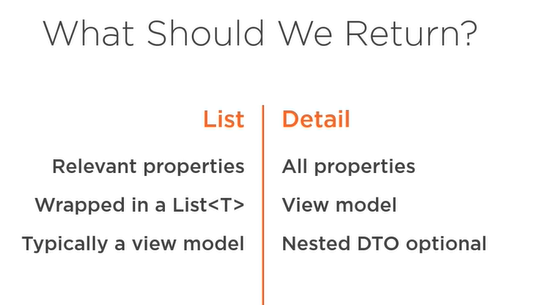 What Should We Return?
List
Relevant properties
Wrapped in a List<T>
Typically a view model
Detail
All properties
View model
Nested DTO optional